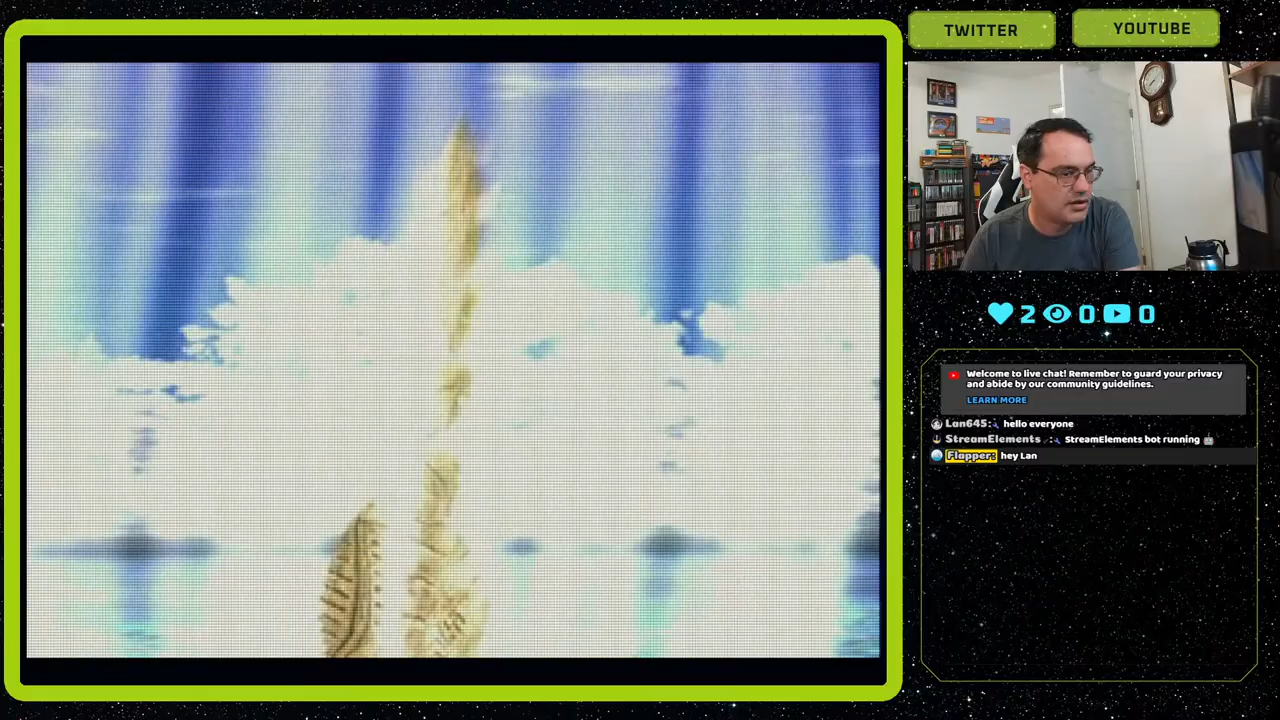 TWITTER
YOUTUBE
2 0 0
Welcome to live chat! Remember to guard your privacy
and abide by our community guidelines.
LEARN MORE
Lan645: hello everyone
StreamElements : StreamElements bot running
Flapper: hey Lan